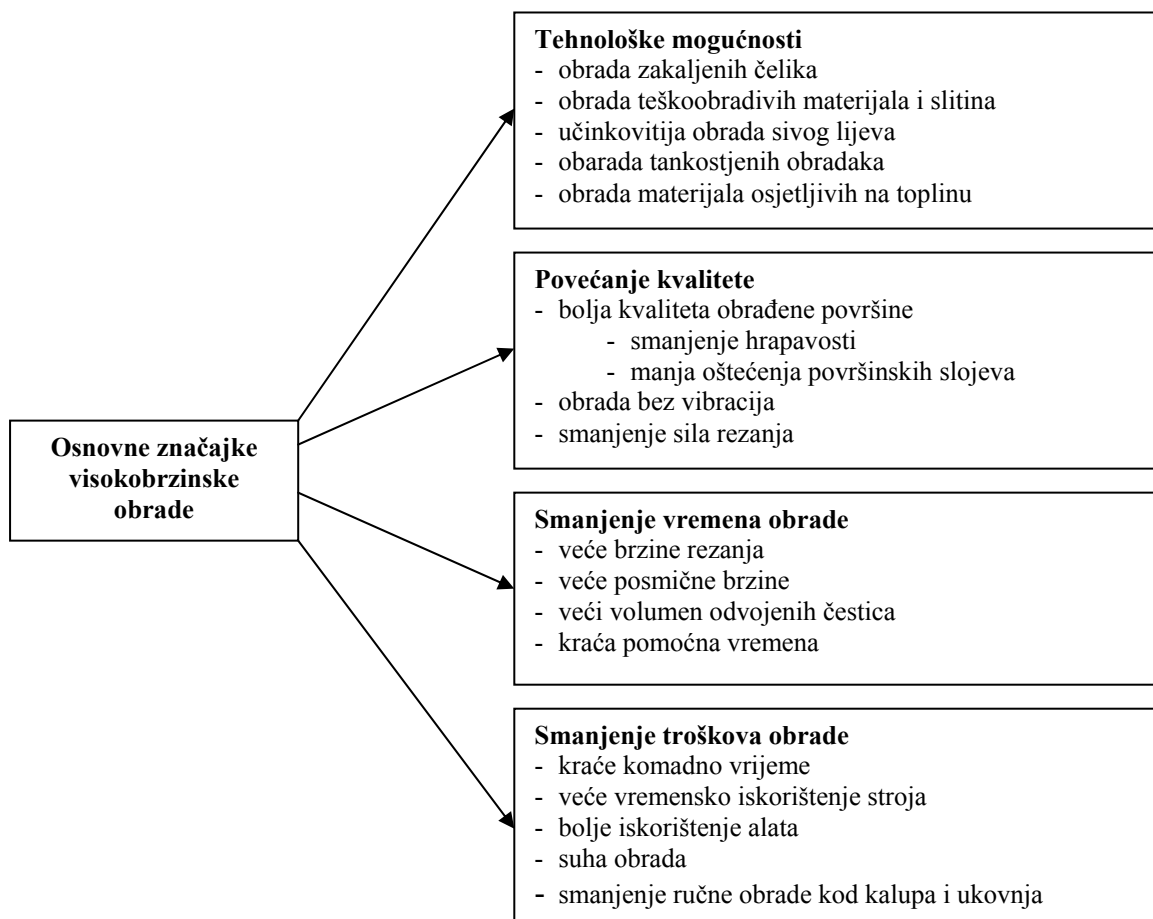 Tehnološke mogućnosti
- obrada zakaljenih čelika
- obrada teškoobradivih materijala i slitina
- učinkovitija obrada sivog lijeva
- obarada tankostjenih obradaka
- obrada materijala osjetljivih na toplinu
Povećanje kvalitete
- bolja kvaliteta obrađene površine
- smanjenje hrapavosti
- manja oštećenja površinskih slojeva
- obrada bez vibracija
- smanjenje sila rezanja
Osnovne značajke
visokobrzinske
obrade
Smanjenje vremena obrade
- veće brzine rezanja
- veće posmične brzine
- veći volumen odvojenih čestica
- kraća pomoćna vremena
Smanjenje troškova obrade
- kraće komadno vrijeme
- veće vremensko iskorištenje stroja
- bolje iskorištenje alata
- suha obrada
- smanjenje ručne obrade kod kalupa i ukovnja